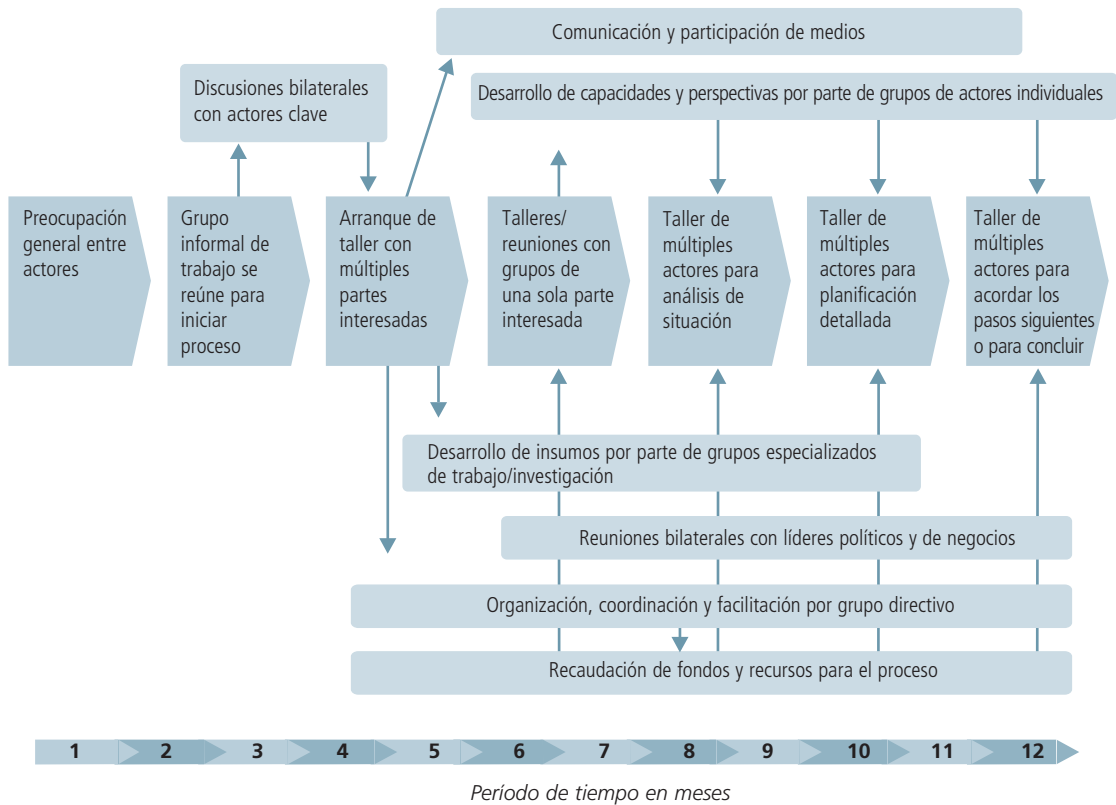 Comunicación y participación de medios
Discusiones bilaterales
con actores clave
Desarrollo de capacidades y perspectivas por parte de grupos de actores individuales
Preocupación
general entre
actores
Grupo
informal de
trabajo se
reúne para
iniciar
proceso
Arranque de
taller con
múltiples
partes
interesadas
Talleres/
reuniones con
grupos de
una sola parte
interesada
Taller de
múltiples
actores para
análisis de
situación
Taller de
múltiples
actores para
planificación
detallada
Taller de
múltiples
actores para
acordar los
pasos siguientes
o para concluir
Desarrollo de insumos por parte de grupos especializados
de trabajo/investigación
Reuniones bilaterales con líderes políticos y de negocios
Organización, coordinación y facilitación por grupo directivo
Recaudación de fondos y recursos para el proceso
1 2 3 4 5 6 7 8 9 10 11 12
Período de tiempo en meses